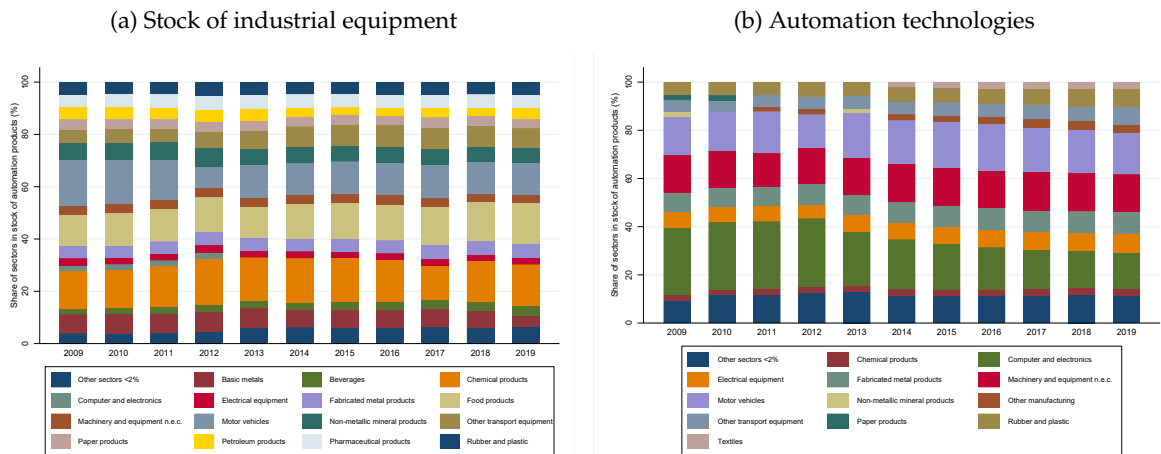 (a) Stock of industrial equipment
Share of sectors in stock of automation products (%)
100
80
60
40
20
0
2009 2010 2011 2012 2013 2014 2015 2016 2017 2018 2019
Other sectors <2% Basic metals Beverages Chemical products
Computer and electronics Electrical equipment Fabricated metal products Food products
Machinery and equipment n.e.c. Motor vehicles Non-metallic mineral products Other transport equipment
Paper products Petroleum products Pharmaceutical products Rubber and plastic
(b) Automation technologies
Share of sectors in stock of automation products (%)
100
80
60
40
20
0
2009 2010 2011 2012 2013 2014 2015 2016 2017 2018 2019
Other sectors <2% Chemical products Computer and electronics
Electrical equipment Fabricated metal products Machinery and equipment n.e.c.
Motor vehicles Non-metallic mineral products Other manufacturing
Other transport equipment Paper products Rubber and plastic
Textiles